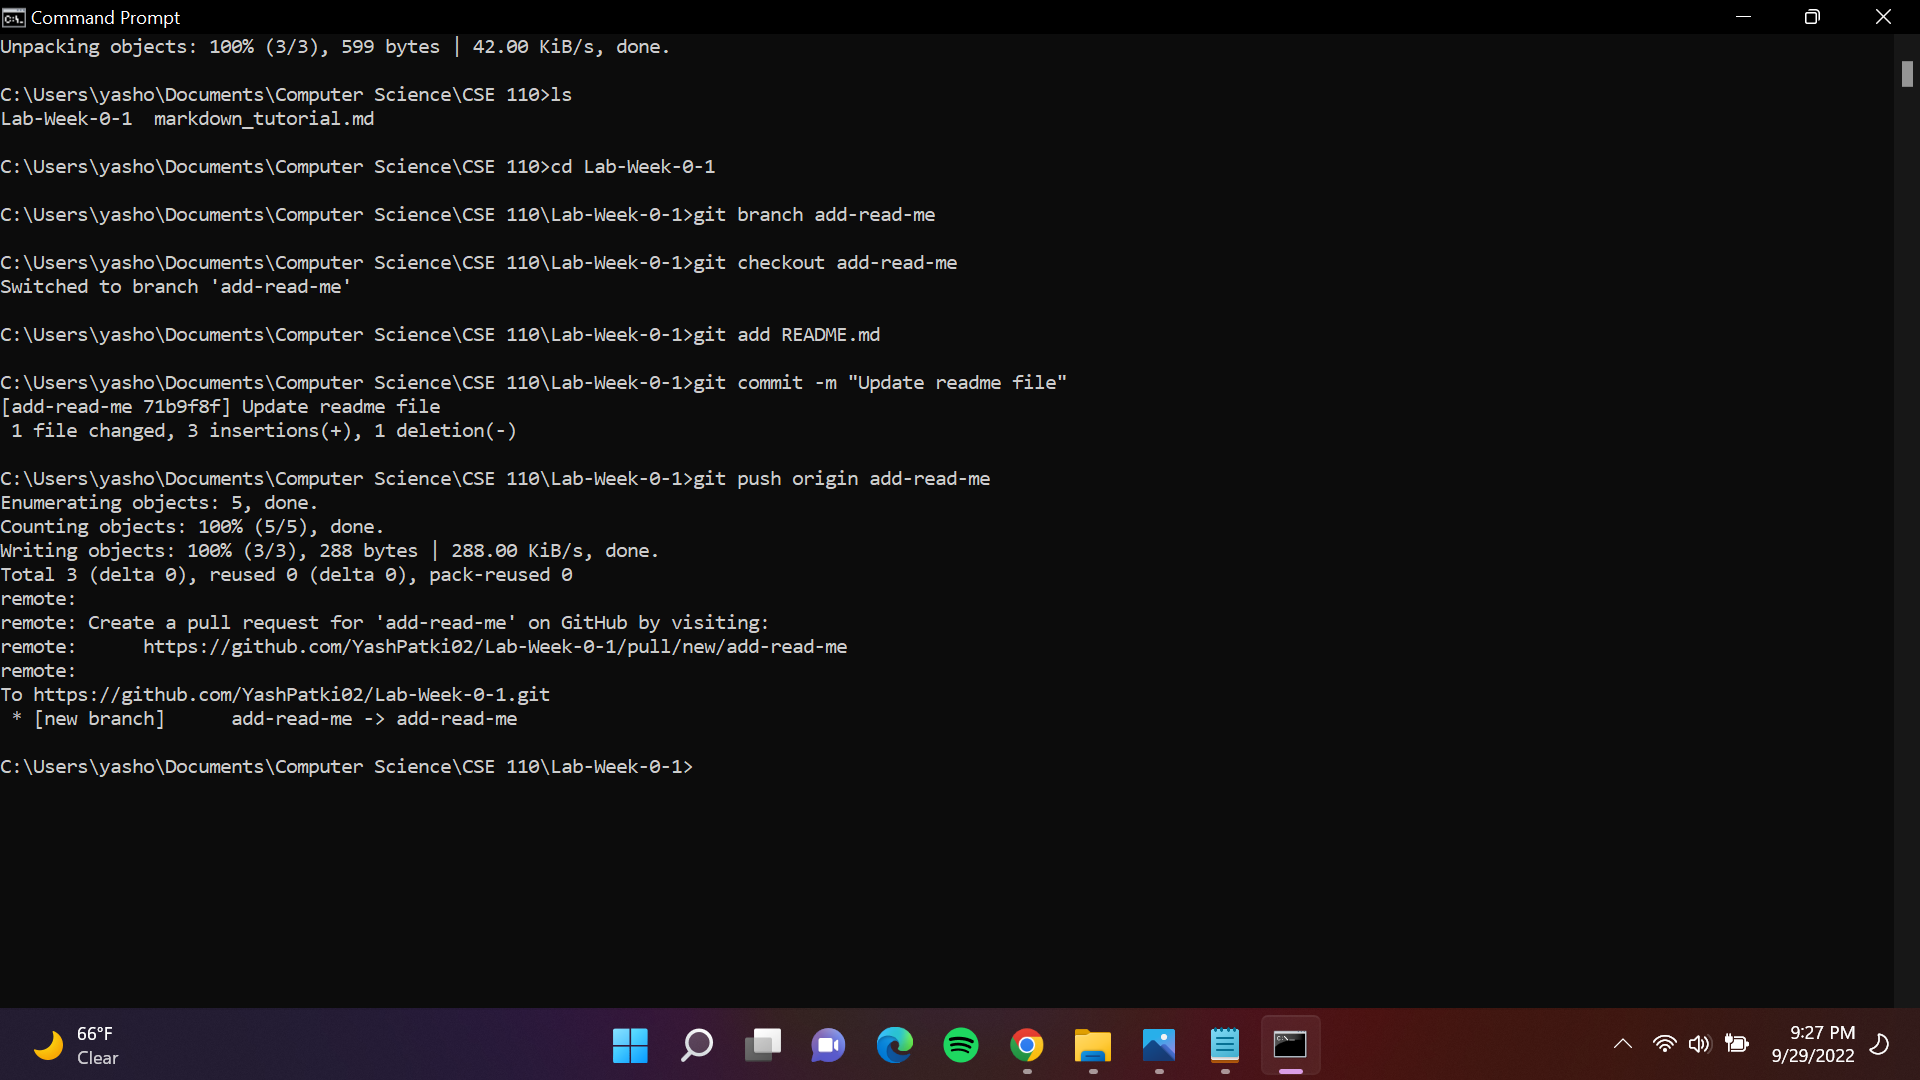 Command Prompt
Unpacking objects: 100% (3/3), 599 bytes | 42.00 KiB/s, done.
C:\Users\yasho\Documents\Computer Science\CSE 110>ls
Lab-Week-0-1  markdown_tutorial.md
C:\Users\yasho\Documents\Computer Science\CSE 110>cd Lab-Week-0-1
C:\Users\yasho\Documents\Computer Science\CSE 110\Lab-Week-0-1>git branch add-read-me
C:\Users\yasho\Documents\Computer Science\CSE 110\Lab-Week-0-1>git checkout add-read-me
Switched to branch 'add-read-me'
C:\Users\yasho\Documents\Computer Science\CSE 110\Lab-Week-0-1>git add README.md
C:\Users\yasho\Documents\Computer Science\CSE 110\Lab-Week-0-1>git commit -m "Update readme file"
[add-read-me 71b9f8f] Update readme file
 1 file changed, 3 insertions(+), 1 deletion(-)
C:\Users\yasho\Documents\Computer Science\CSE 110\Lab-Week-0-1>git push origin add-read-me
Enumerating objects: 5, done.
Counting objects: 100% (5/5), done.
Writing objects: 100% (3/3), 288 bytes | 288.00 KiB/s, done.
Total 3 (delta 0), reused 0 (delta 0), pack-reused 0
remote:
remote: Create a pull request for 'add-read-me' on GitHub by visiting:
remote:      https://github.com/YashPatki02/Lab-Week-0-1/pull/new/add-read-me
remote:
To https://github.com/YashPatki02/Lab-Week-0-1.git
 * [new branch]      add-read-me -> add-read-me
C:\Users\yasho\Documents\Computer Science\CSE 110\Lab-Week-0-1>
66°F
Clear
9:27 PM
9/29/2022